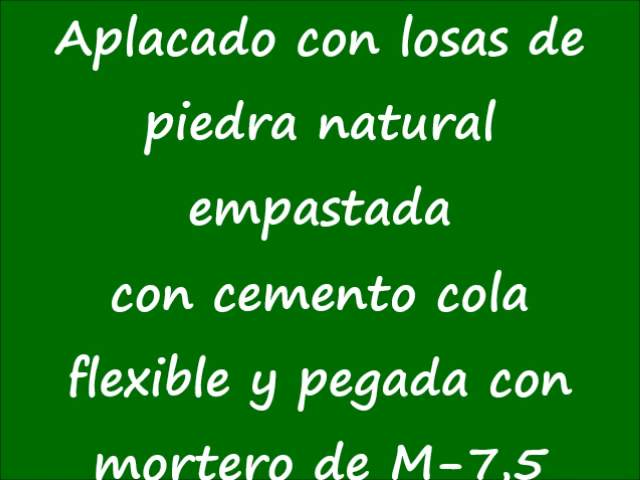 Aplacado con losas de
piedra natural
empastada
con cemento cola
flexible y pegada con
mortero de M-7,5